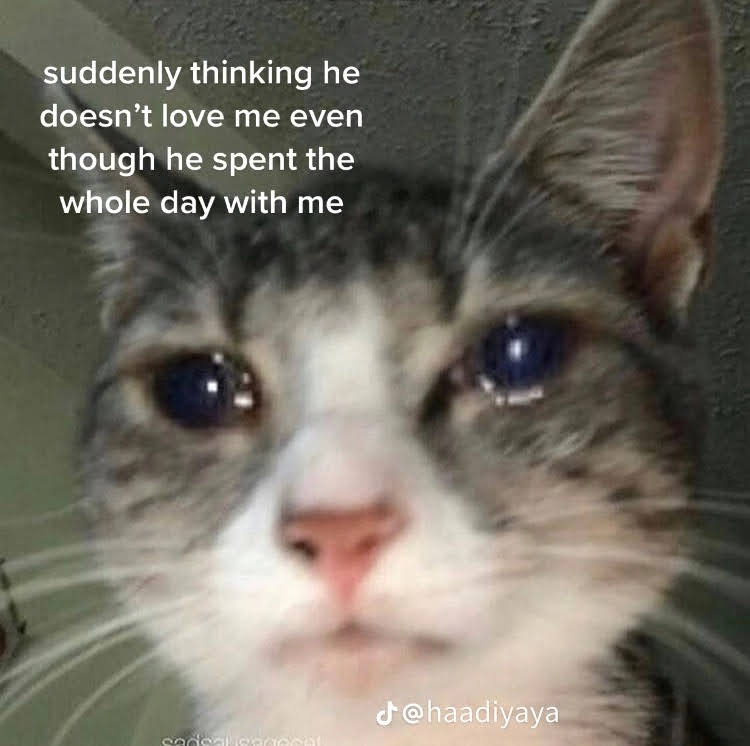 suddenly thinking he
doesn’t love me even
though he spent the
whole day with me
@haadiyaya